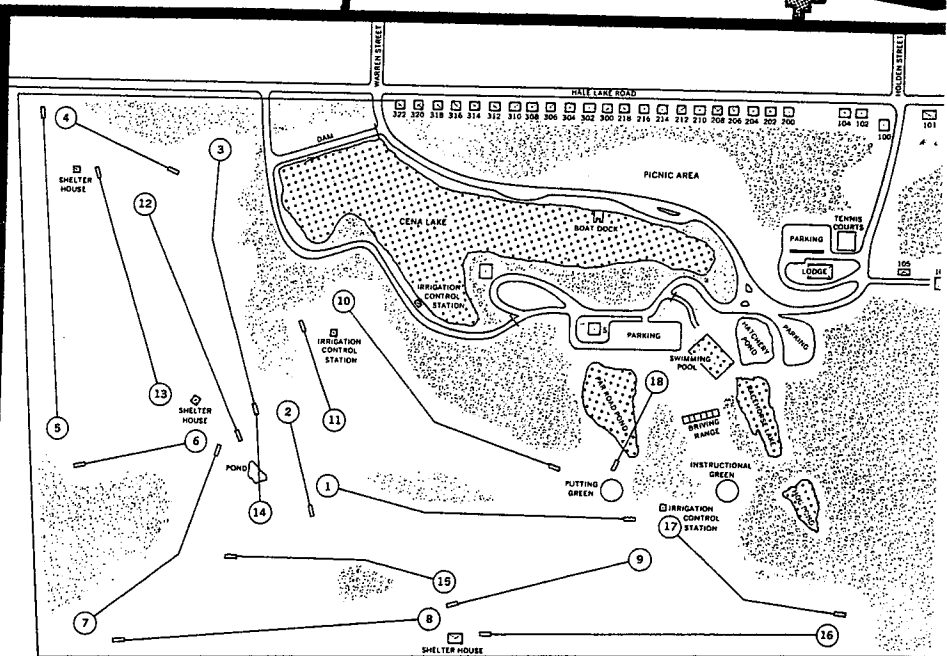 WARREN STREET
HOLDEN STREET
HALE LAKE ROAD
322 320 318 316 314 312 310 308 306 304 302 300 218 216 214 212 210 208 206 204 202 200
104 102
100
101
4
3
DAM
SHELTER
HOUSE
PICNIC AREA
12
CENA LAKE
BOAT DOCK
TENNIS
COURTS
PARKING
LODGE
105
10
IRRIGATION
CONTROL
STATION
IRRIGATION
CONTROL
STATION
S
PARKING
SWIMMING
POOL
HATCHERY
POND
PARKING
13
SHELTER
HOUSE
11
2
18
POND
DRIVING
RANGE
LAKE
5
6
POND
14
1
PUTTING
GREEN
INSTRUCTIONAL
GREEN
POND
IRRIGATION
CONTROL
STATION
17
15
9
7
8
16
SHELTER HOUSE